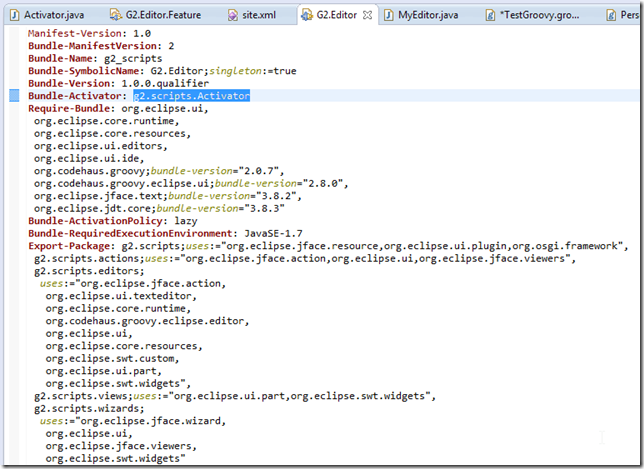 Activator.java G2.Editor.Feature site.xml G2.Editor MyEditor.java *TestGroovy.gro... Pers
Manifest-Version: 1.0
Bundle-ManifestVersion: 2
Bundle-Name: g2_scripts
Bundle-SymbolicName: G2.Editor;singleton:=true
Bundle-Version: 1.0.0.qualifier
Bundle-Activator: g2.scripts.Activator
Require-Bundle: org.eclipse.ui,
org.eclipse.core.runtime,
org.eclipse.core.resources,
org.eclipse.ui.editors,
org.eclipse.ui.ide,
org.codehaus.groovy;bundle-version="2.0.7",
org.codehaus.groovy.eclipse.ui;bundle-version="2.8.0",
org.eclipse.jface.text;bundle-version="3.8.2",
org.eclipse.jdt.core;bundle-version="3.8.3"
Bundle-ActivationPolicy: lazy
Bundle-RequiredExecutionEnvironment: JavaSE-1.7
Export-Package: g2.scripts;uses:="org.eclipse.jface.resource,org.eclipse.ui.plugin,org.osgi.framework",
g2.scripts.actions;uses:="org.eclipse.jface.action,org.eclipse.ui,org.eclipse.jface.viewers",
g2.scripts.editors;
uses:="org.eclipse.jface.action,
org.eclipse.ui.texteditor,
org.eclipse.core.runtime,
org.codehaus.groovy.eclipse.editor,
org.eclipse.ui,
org.eclipse.core.resources,
org.eclipse.swt.custom,
org.eclipse.ui.part,
org.eclipse.swt.widgets",
g2.scripts.views;uses:="org.eclipse.ui.part,org.eclipse.swt.widgets",
g2.scripts.wizards;
uses:="org.eclipse.jface.wizard,
org.eclipse.ui,
org.eclipse.jface.viewers,
org.eclipse.swt.widgets"